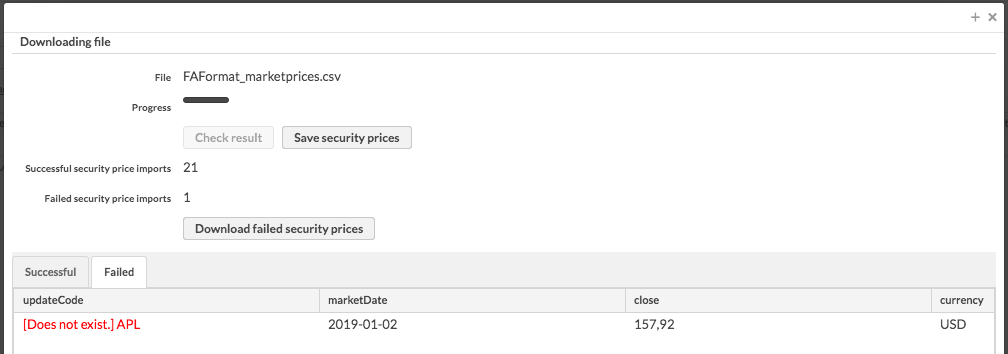 Downloading file
File FAFormat_marketprices.csv
Progress
Check result Save security prices
Successful security price imports 21
Failed security price imports 1
Download failed security prices
Successful Failed
updateCode marketDate close currency
[Does not exist.] APL 2019-01-02 157,92 USD